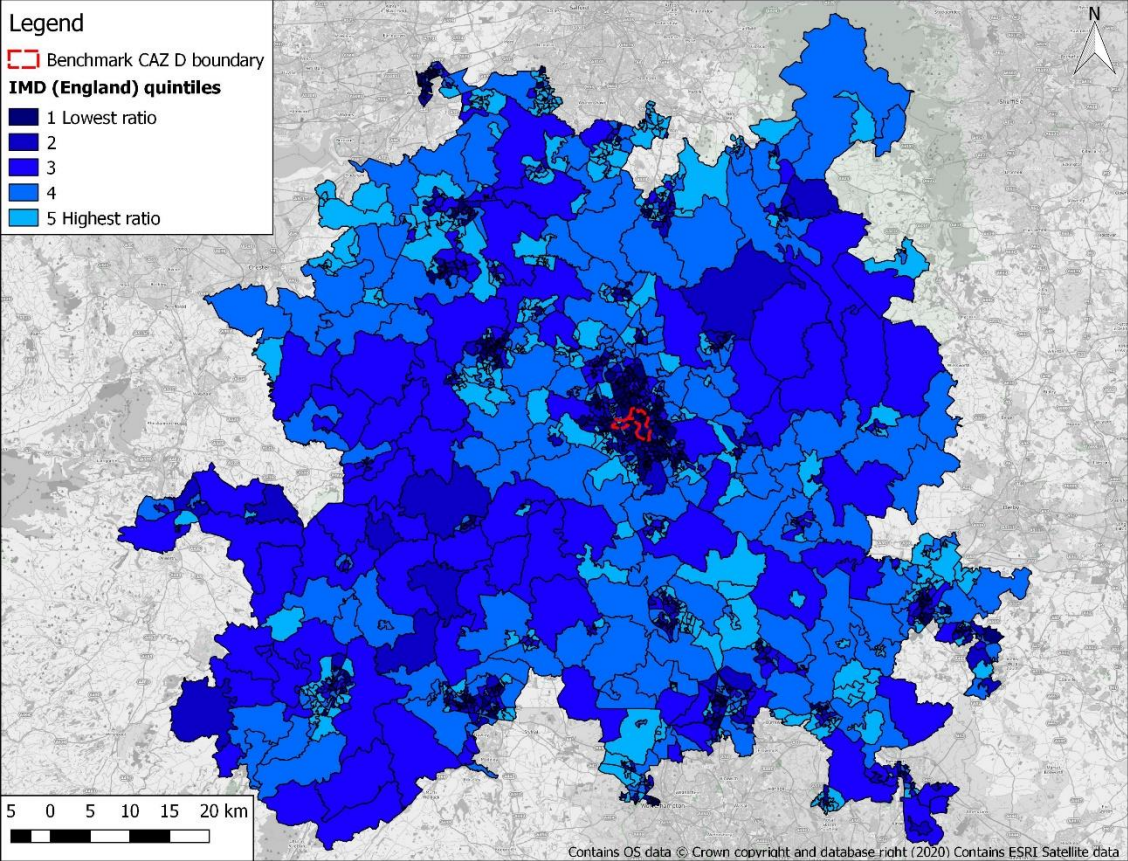 Legend
Benchmark CAZ D boundary
IMD (England) quintiles
1 Lowest ratio
2
3
4
5 Highest ratio
N
5 0 5 10 15 20 km
Contains OS data © Crown copyright and database right (2020) Contains ESRI Satellite data